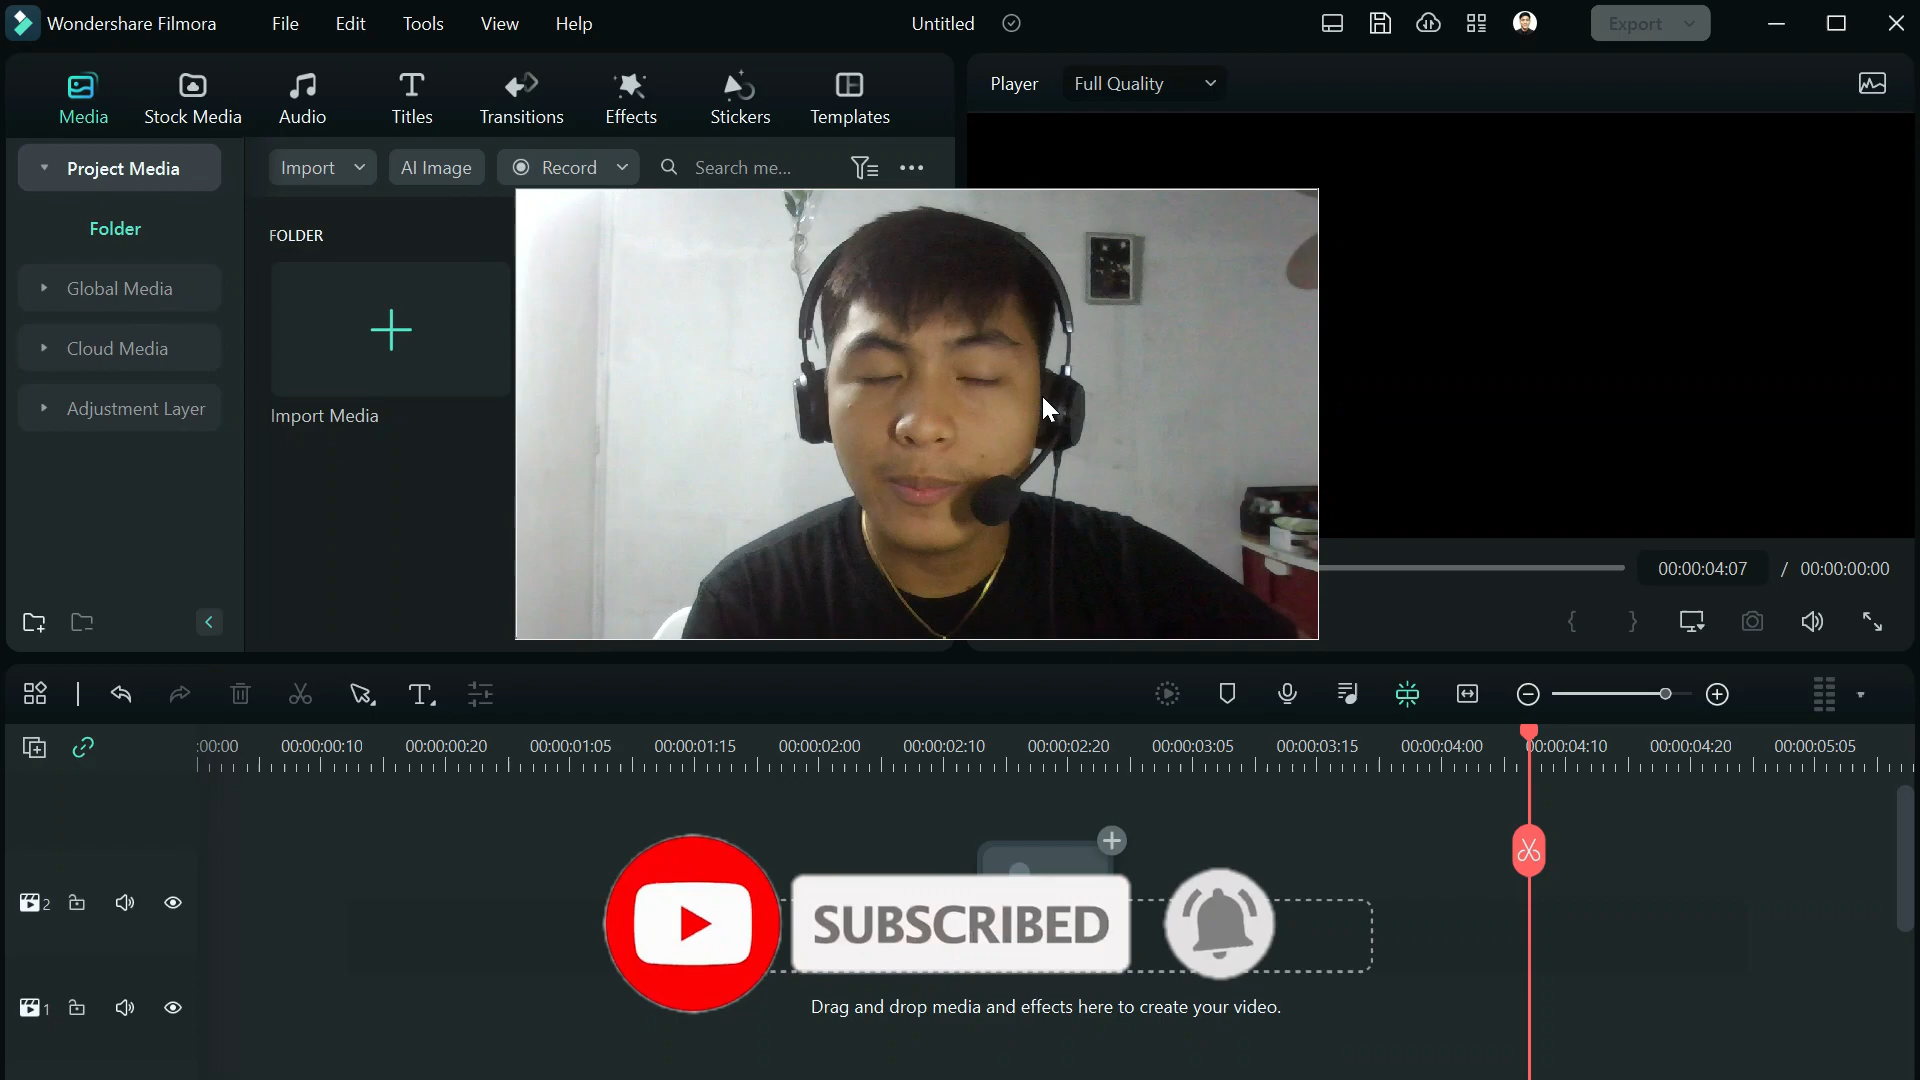 Wondershare Filmora File Edit Tools View Help Untitled Export
Media Stock Media Audio Titles Transitions Effects Stickers Templates
Player Full Quality
Project Media
Import AI Image Record Search me...
Folder
FOLDER
Global Media
Cloud Media
Adjustment Layer
Import Media
00:00:04:07 / 00:00:00:00
:00:00 00:00:00:10 00:00:00:20 00:00:01:05 00:00:01:15 00:00:02:00 00:00:02:10 00:00:02:20 00:00:03:05 00:00:03:15 00:00:04:00 00:00:04:10 00:00:04:20 00:00:05:05
2
SUBSCRIBED
1
Drag and drop media and effects here to create your video.